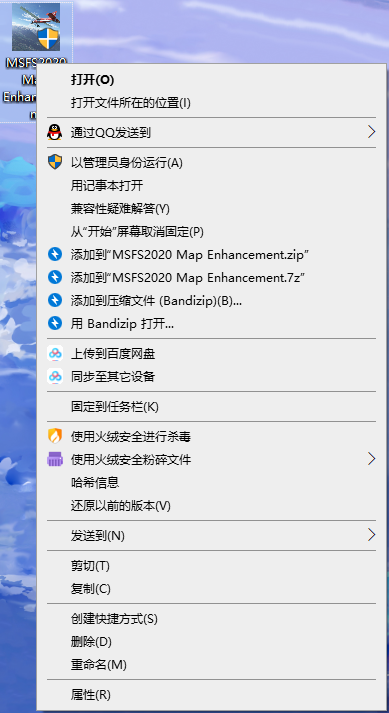 MSFS2020
Enhancem
打开(O)
打开文件所在的位置(I)
通过QQ发送到
以管理员身份运行(A)
用记事本打开
兼容性疑难解答(Y)
从“开始”屏幕取消固定(P)
添加到“MSFS2020 Map Enhancement.zip”
添加到“MSFS2020 Map Enhancement.7z”
添加到压缩文件 (Bandizip)(B)...
用 Bandizip 打开...
上传到百度网盘
同步至其它设备
固定到任务栏(K)
使用火绒安全进行杀毒
使用火绒安全粉碎文件
哈希信息
还原以前的版本(V)
发送到(N)
剪切(T)
复制(C)
创建快捷方式(S)
删除(D)
重命名(M)
属性(R)